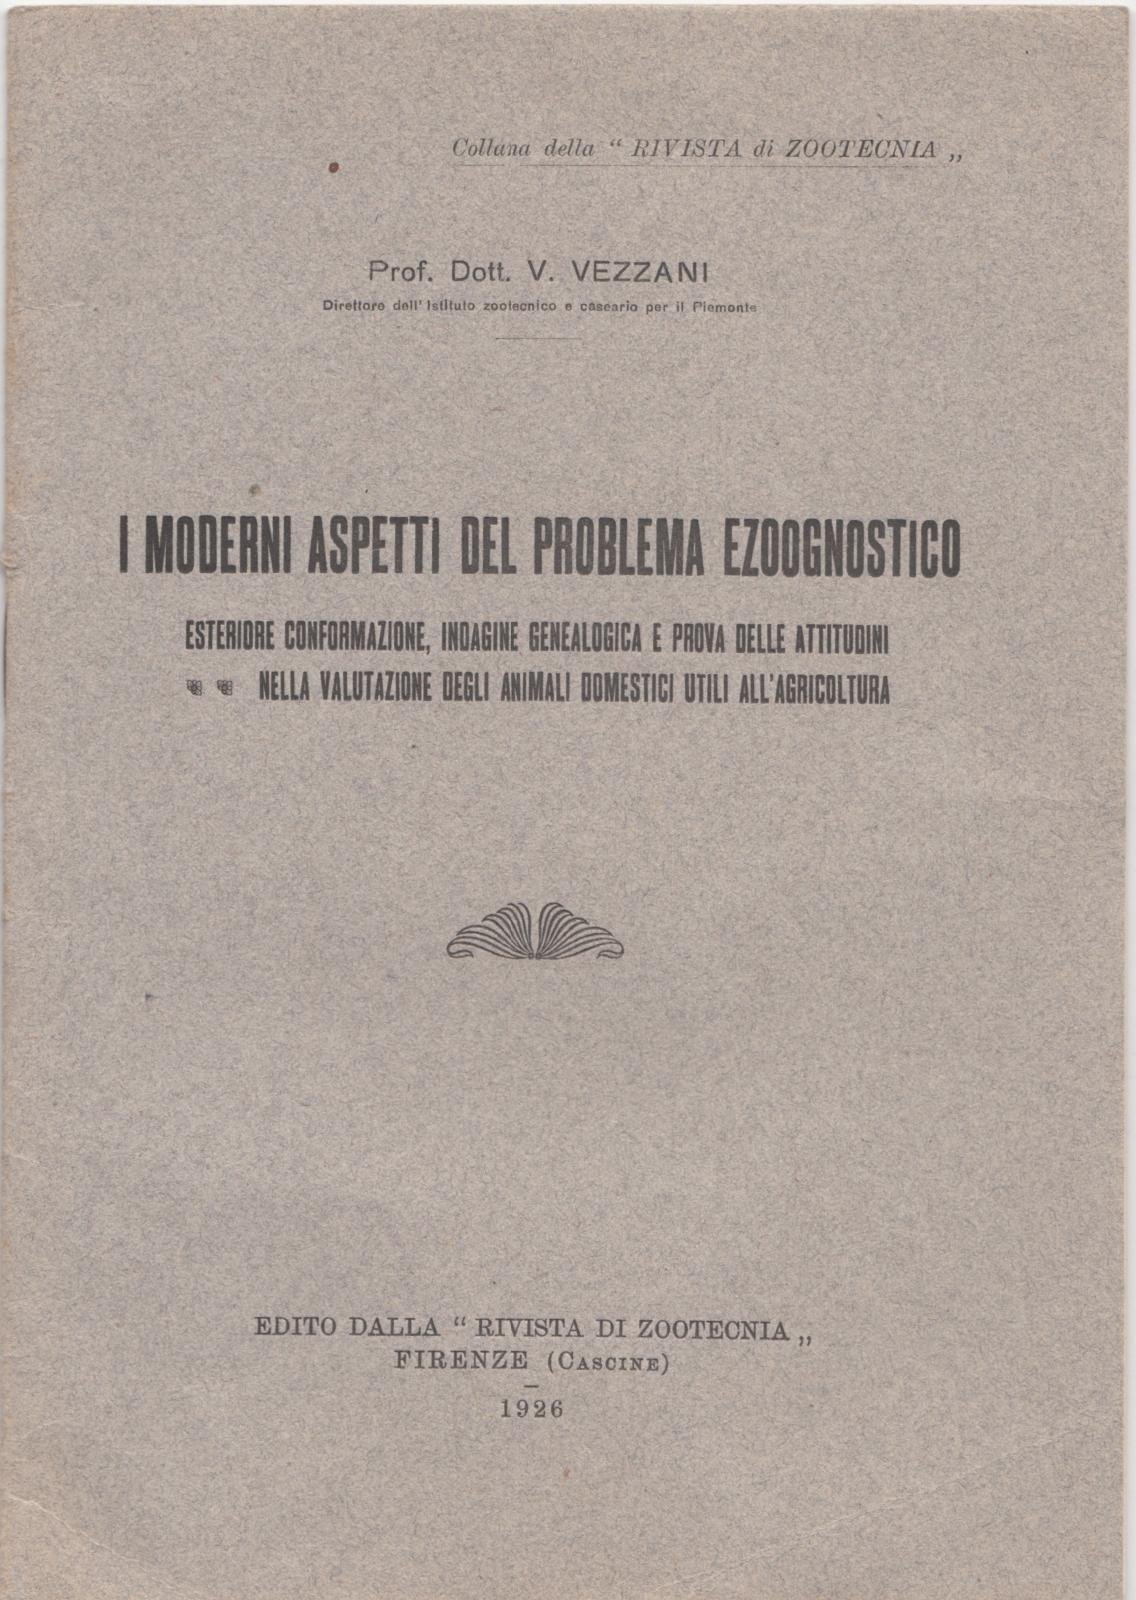 Collana della “ RIVISTA di ZOOTECNIA „
Prof. Dott. V. VEZZANI
Direttore dell' Istituto zootecnico e caseario per il Piemonte
I MODERNI ASPETTI DEL PROBLEMA EZOOGNOSTICO
ESTERIORE CONFORMAZIONE, INDAGINE GENEALOGICA E PROVA DELLE ATTITUDINI
NELLA VALUTAZIONE DEGLI ANIMALI DOMESTICI UTILI ALL'AGRICOLTURA
EDITO DALLA “ RIVISTA DI ZOOTECNIA „
FIRENZE (CASCINE)
1926